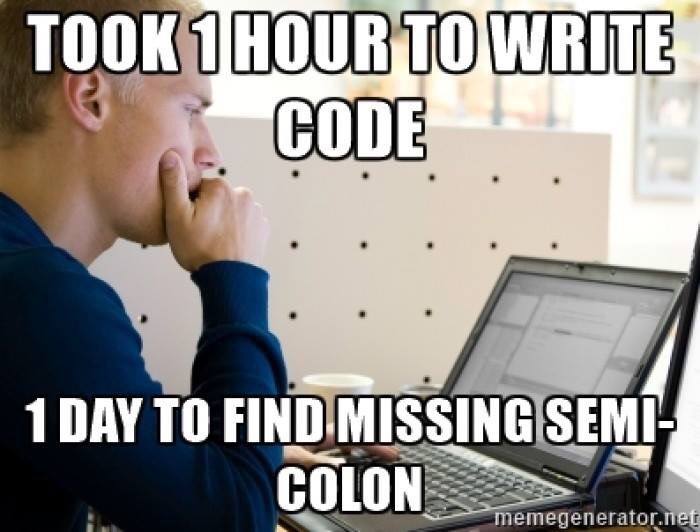 TOOK 1 HOUR TO WRITE
CODE
1 DAY TO FIND MISSING SEMI-
COLON
memegenerator.net